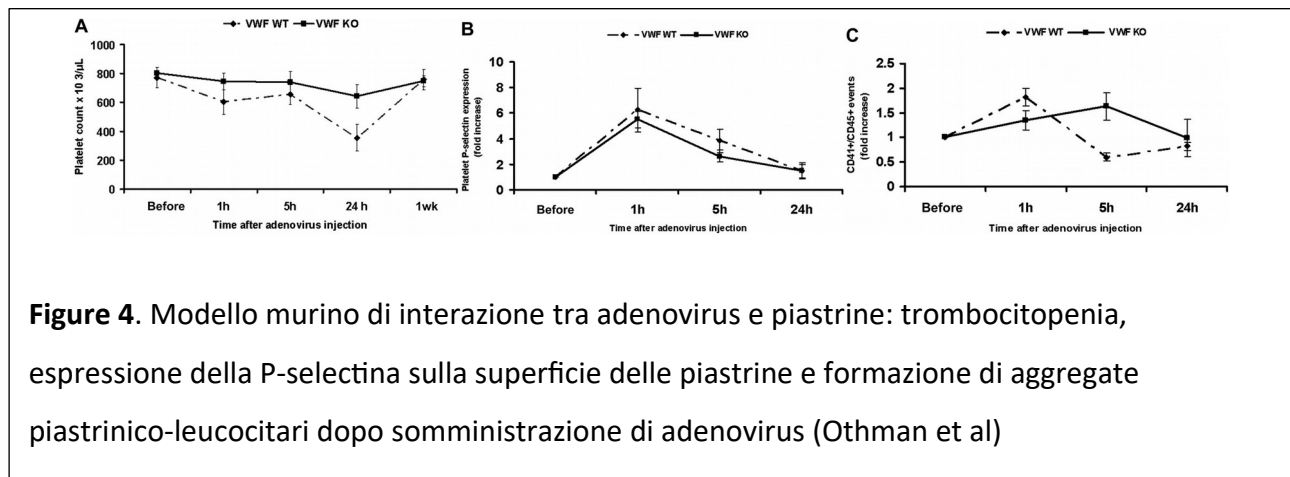 A
VWF WT
VWF KO
Platelet count x 10 3/µL
1000
800
600
400
200
0
Before
1h
5h
24 h
1wk
Time after adenovirus injection
B
VWF WT
VWF KO
Platelet P-selectin expression
(fold increase)
10
8
6
4
2
0
Before
1h
5h
24h
Time after adenovirus injection
C
VWF WT
VWF KO
CD41+/CD45+ events
(fold increase)
2.5
2
1.5
1
0.5
0
Before
1h
5h
24h
Time after adenovirus injection
Figure 4. Modello murino di interazione tra adenovirus e piastrine: trombocitopenia,
espressione della P-selectina sulla superficie delle piastrine e formazione di aggregate
piastrinico-leucocitari dopo somministrazione di adenovirus (Othman et al)